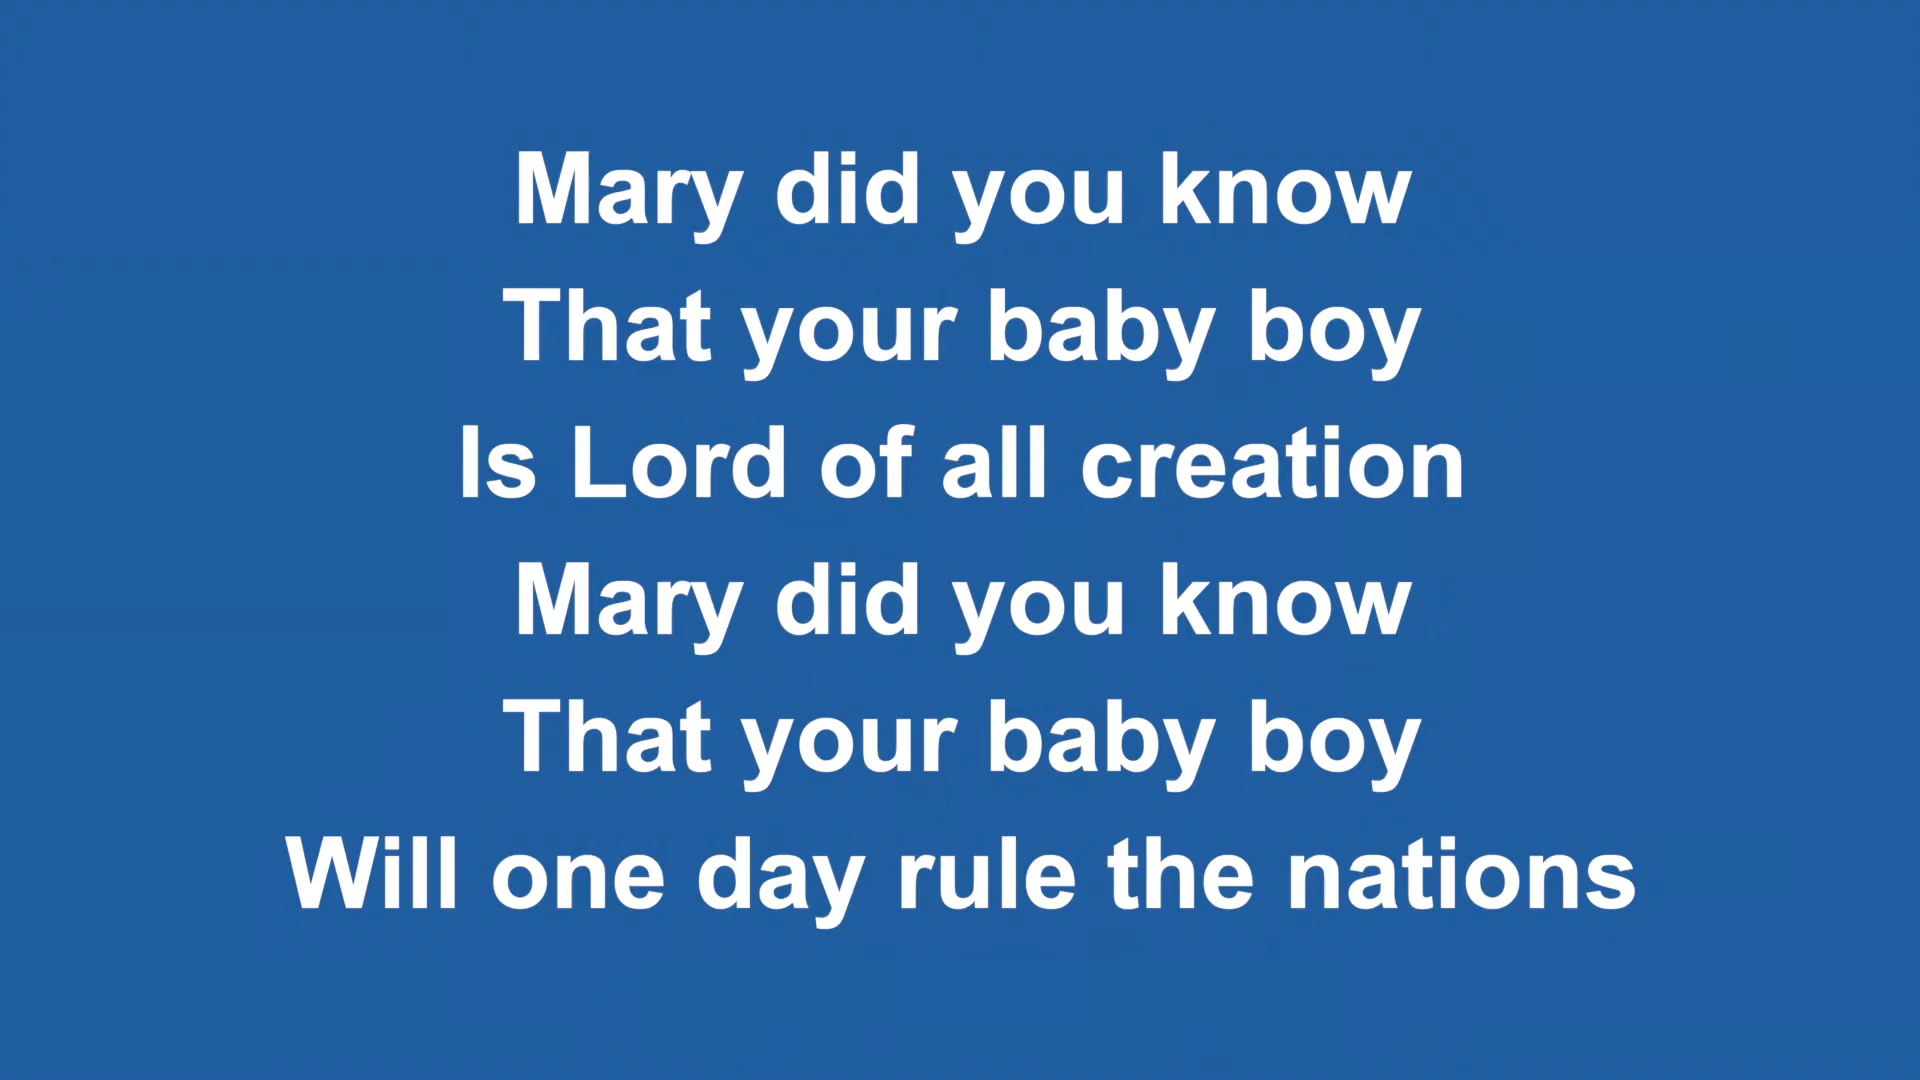 Mary did you know
That your baby boy
Is Lord of all creation
Mary did you know
That your baby boy
Will one day rule the nations